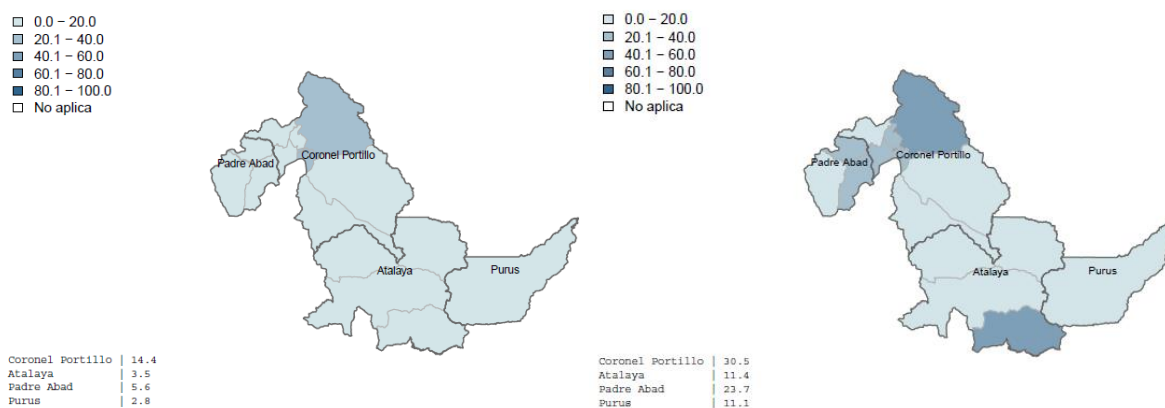 0.0 − 20.0
20.1 − 40.0
40.1 − 60.0
60.1 − 80.0
80.1 − 100.0
No aplica
Padre Abad
Coronel Portillo
Atalaya
Purus
Coronel Portillo | 14.4
Atalaya | 3.5
Padre Abad | 5.6
Purus | 2.8
0.0 − 20.0
20.1 − 40.0
40.1 − 60.0
60.1 − 80.0
80.1 − 100.0
No aplica
Padre Abad
Coronel Portillo
Atalaya
Purus
Coronel Portillo | 30.5
Atalaya | 11.4
Padre Abad | 23.7
Purus | 11.1